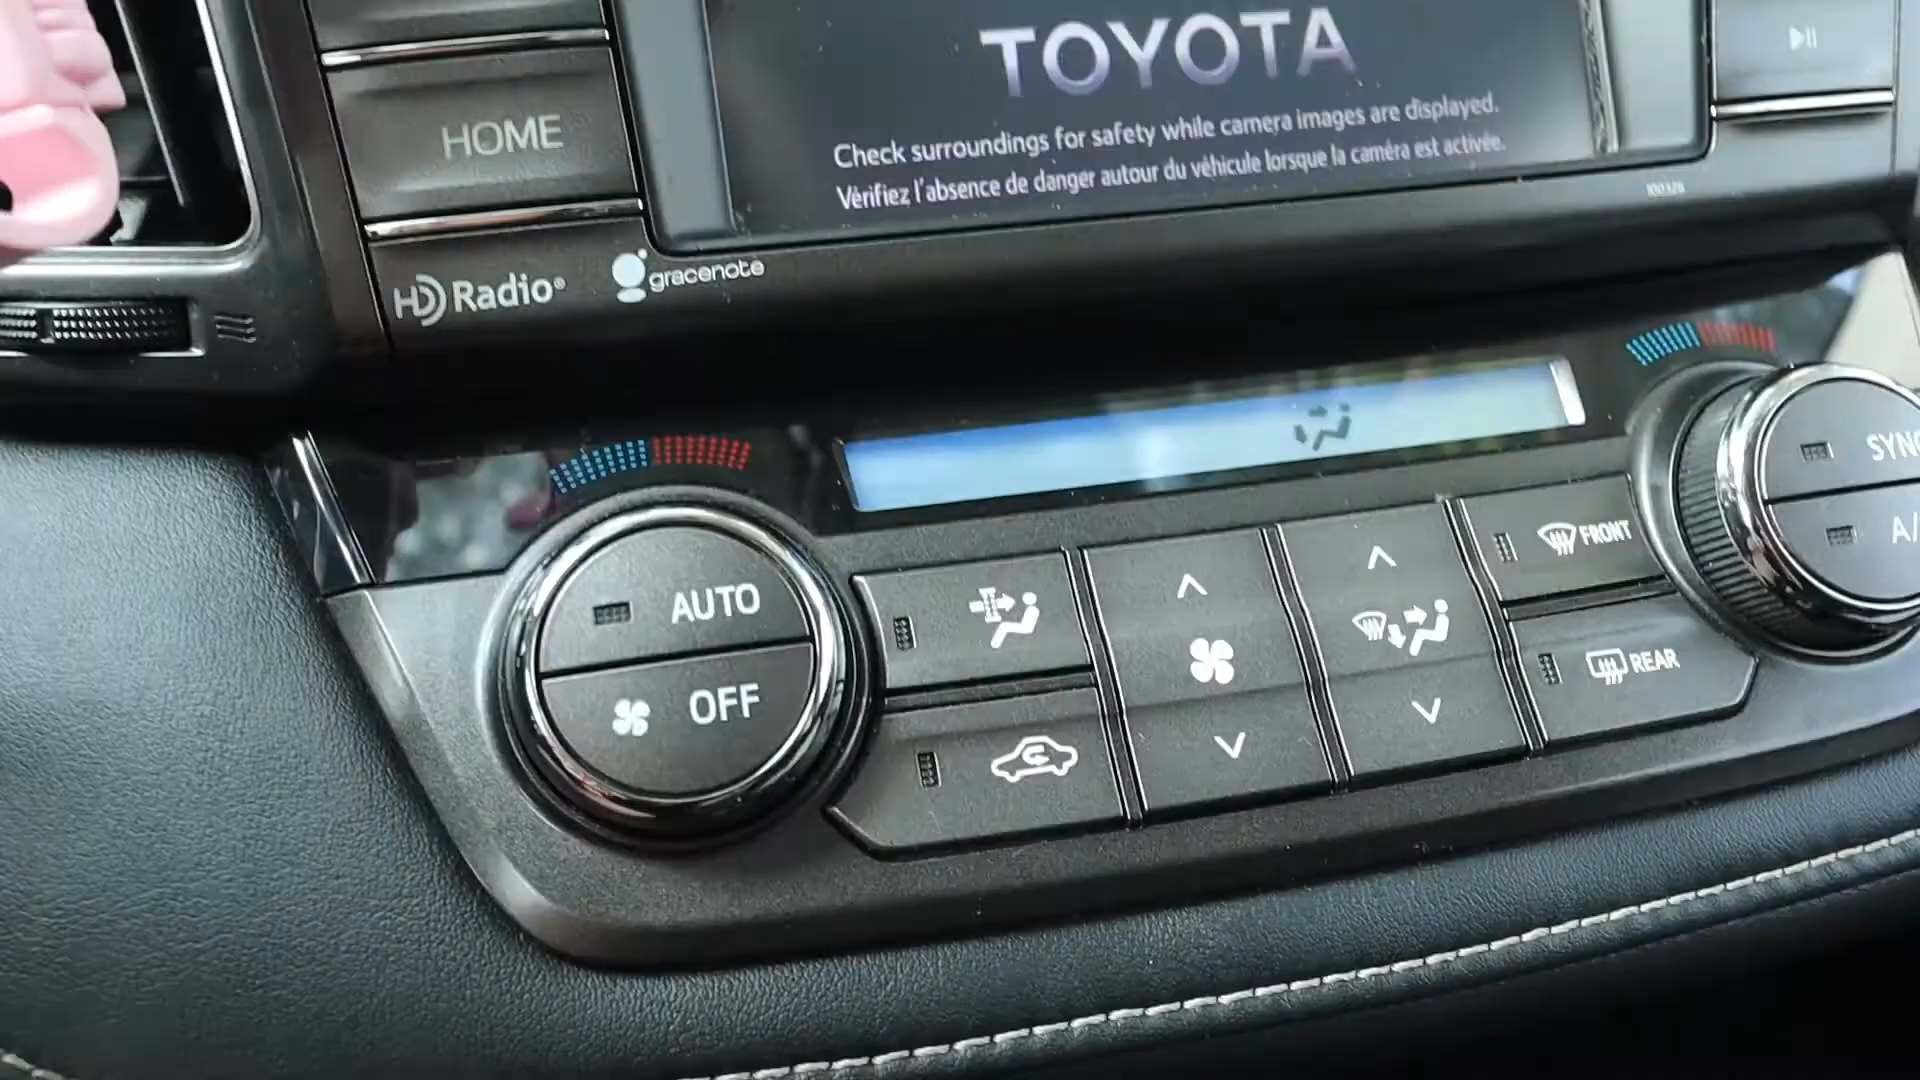 TOYOTA
Check surroundings for safety while camera images are displayed.
Vérifiez l'absence de danger autour du véhicule lorsque la caméra est activée.
HOME
100326
HD Radio®
gracenote
SYNC
A/
AUTO
OFF
FRONT
REAR